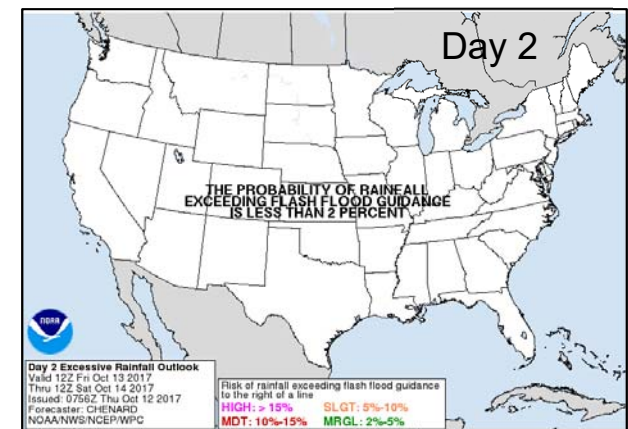 Day 2
THE PROBABILITY OF RAINFALL
EXCEEDING FLASH FLOOD GUIDANCE
IS LESS THAN 2 PERCENT
NOAA
Day 2 Excessive Rainfall Outlook
Valid 12Z Fri Oct 13 2017
Thru 12Z Sat Oct 14 2017
Issued: 0756Z Thu Oct 12 2017
Forecaster: CHENARD
NOAA/NWS/NCEP/WPC
Risk of rainfall exceeding flash flood guidance
to the right of a line
HIGH: > 15% SLGT: 5%-10%
MDT: 10%-15% MRGL: 2%-5%